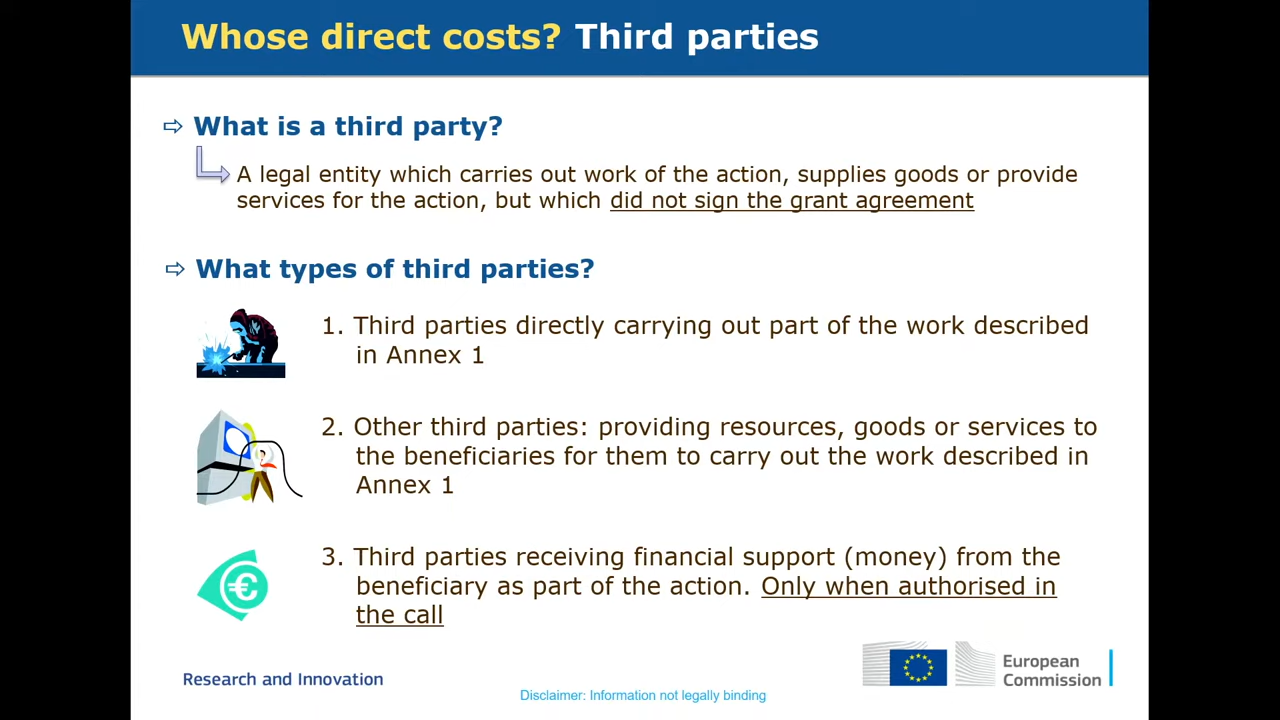 Whose direct costs? Third parties
⇨ What is a third party?
A legal entity which carries out work of the action, supplies goods or provide
services for the action, but which did not sign the grant agreement
⇨ What types of third parties?
1. Third parties directly carrying out part of the work described
in Annex 1
2. Other third parties: providing resources, goods or services to
the beneficiaries for them to carry out the work described in
Annex 1
3. Third parties receiving financial support (money) from the
beneficiary as part of the action. Only when authorised in
the call
Research and Innovation
European
Commission
Disclaimer: Information not legally binding